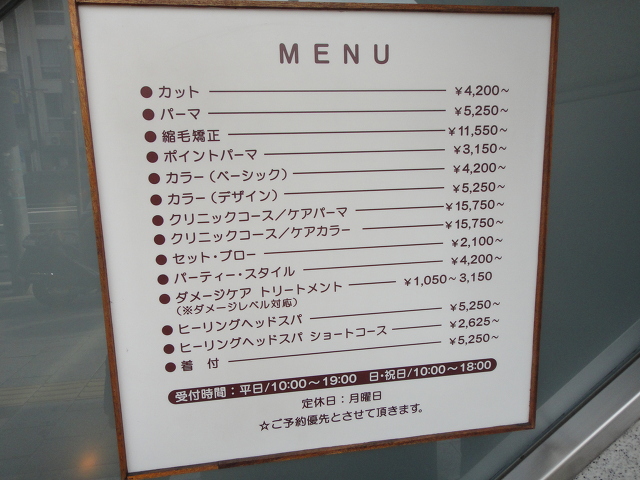 MENU
●カット ¥4,200～
●パーマ ¥5,250～
●縮毛矯正 ¥11,550～
●ポイントパーマ ¥3,150～
●カラー（ベーシック） ¥4,200～
●カラー（デザイン） ¥5,250～
●クリニックコース／ケアパーマ ¥15,750～
●クリニックコース／ケアカラー ¥15,750～
●セット・ブロー ¥2,100～
●パーティー・スタイル ¥4,200～
●ダメージケア トリートメント ¥1,050～3,150
（※ダメージレベル対応）
●ヒーリングヘッドスパ ¥5,250～
●ヒーリングヘッドスパ ショートコース ¥2,625～
●着 付 ¥5,250～
受付時間：平日/10:00～19:00 日・祝日/10:00～18:00
定休日：月曜日
☆ご予約優先とさせて頂きます。